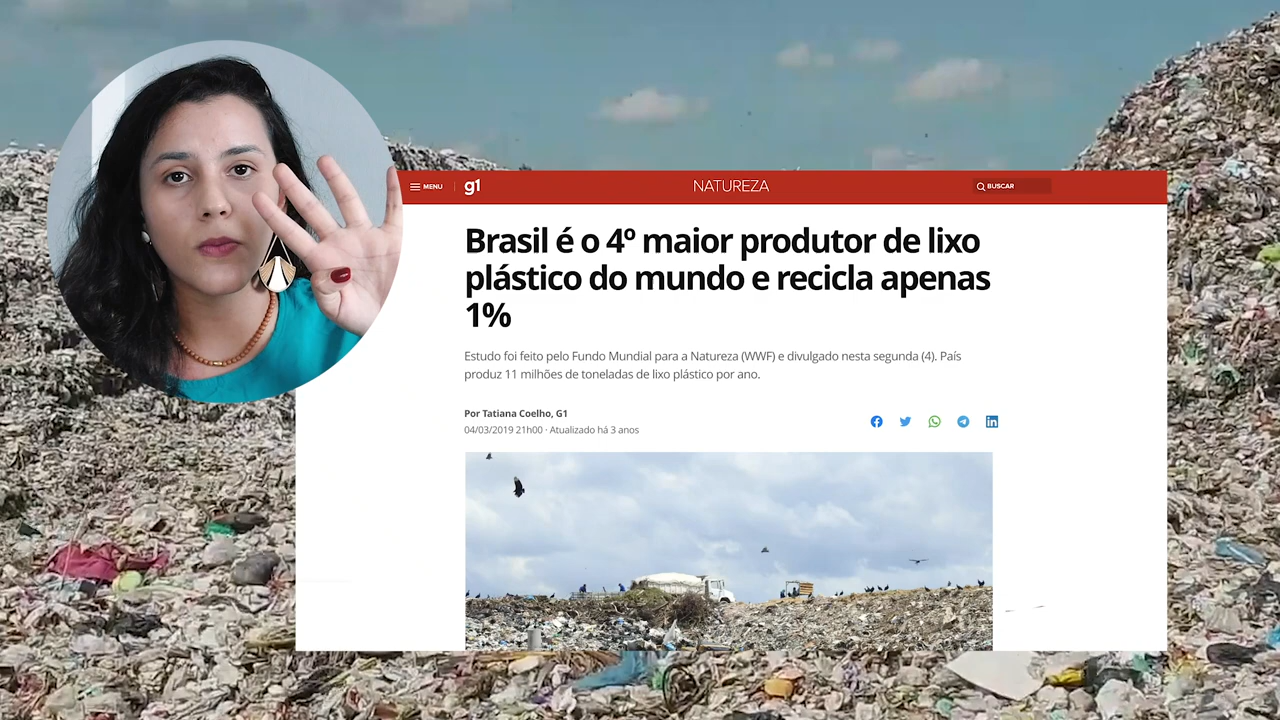 MENU
g1
NATUREZA
BUSCAR
Brasil é o 4º maior produtor de lixo
plástico do mundo e recicla apenas
1%
Estudo foi feito pelo Fundo Mundial para a Natureza (WWF) e divulgado nesta segunda (4). País
produz 11 milhões de toneladas de lixo plástico por ano.
Por Tatiana Coelho, G1
04/03/2019 21h00 · Atualizado há 3 anos